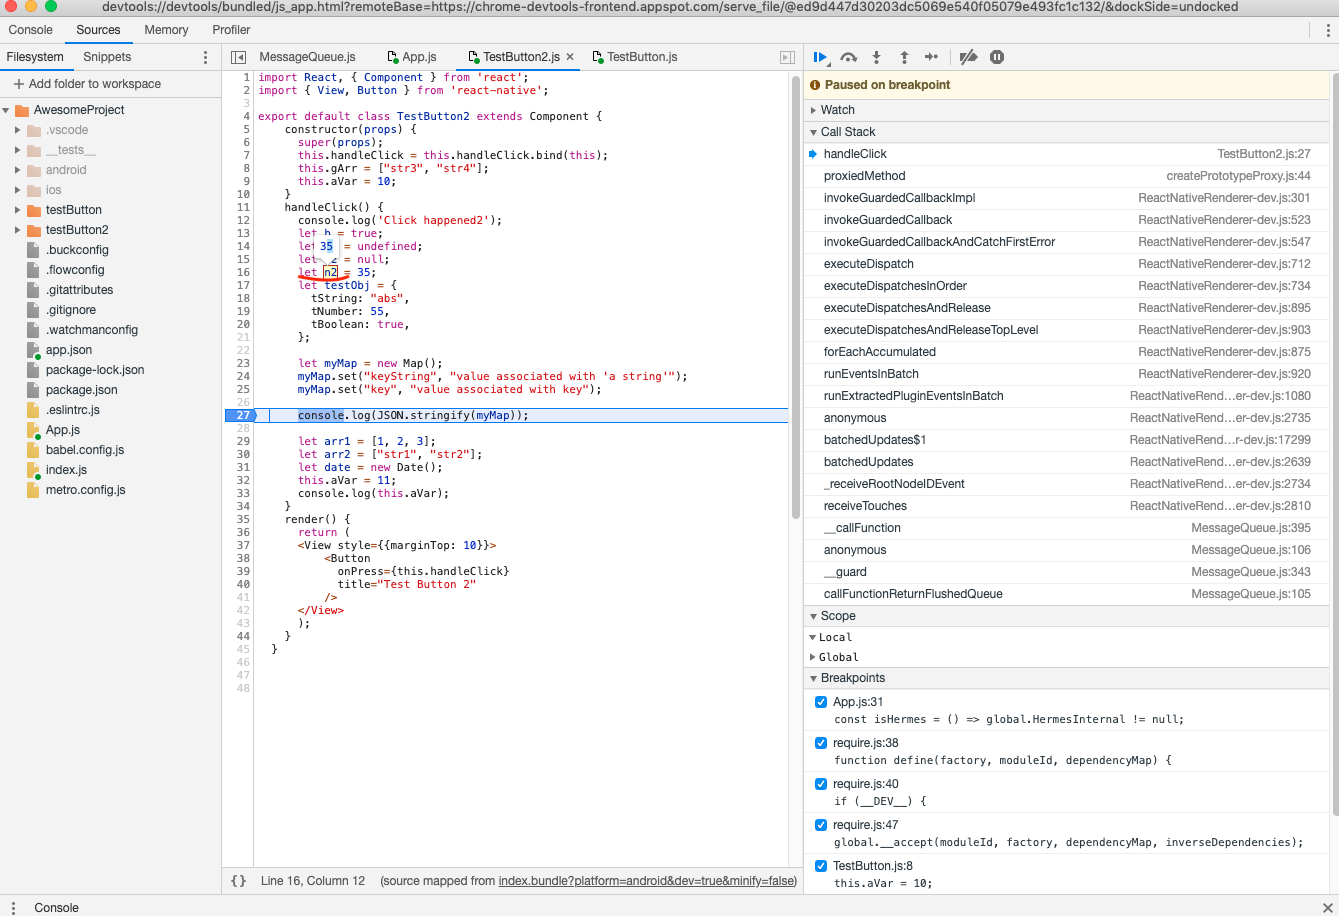 devtools://devtools/bundled/js_app.html?remoteBase=https://chrome-devtools-frontend.appspot.com/serve_file/@ed9d447d30203dc5069e540f05079e493fc1c132/&dockSide=undocked
Console Sources Memory Profiler
Filesystem Snippets
+ Add folder to workspace
AwesomeProject
.vscode
__tests__
android
ios
testButton
testButton2
.buckconfig
.flowconfig
.gitattributes
.gitignore
.watchmanconfig
app.json
package-lock.json
package.json
.eslintrc.js
App.js
babel.config.js
index.js
metro.config.js
MessageQueue.js App.js TestButton2.js × TestButton.js
1 import React, { Component } from 'react';
2 import { View, Button } from 'react-native';
3
4 export default class TestButton2 extends Component {
5 constructor(props) {
6 super(props);
7 this.handleClick = this.handleClick.bind(this);
8 this.gArr = ["str3", "str4"];
9 this.aVar = 10;
10 }
11 handleClick() {
12 console.log('Click happened2');
13 let b = true;
14 let = undefined;
35
15 let = null;
16 let n2 = 35;
17 let testObj = {
18 tString: "abs",
19 tNumber: 55,
20 tBoolean: true,
21 };
22
23 let myMap = new Map();
24 myMap.set("keyString", "value associated with 'a string'");
25 myMap.set("key", "value associated with key");
26
27 console.log(JSON.stringify(myMap));
28
29 let arr1 = [1, 2, 3];
30 let arr2 = ["str1", "str2"];
31 let date = new Date();
32 this.aVar = 11;
33 console.log(this.aVar);
34 }
35 render() {
36 return (
37 <View style={{marginTop: 10}}>
38 <Button
39 onPress={this.handleClick}
40 title="Test Button 2"
41 />
42 </View>
43 );
44 }
45 }
46
47
48
{} Line 16, Column 12 (source mapped from index.bundle?platform=android&dev=true&minify=false)
Paused on breakpoint
Watch
Call Stack
handleClick TestButton2.js:27
proxiedMethod createPrototypeProxy.js:44
invokeGuardedCallbackImpl ReactNativeRenderer-dev.js:301
invokeGuardedCallback ReactNativeRenderer-dev.js:523
invokeGuardedCallbackAndCatchFirstError ReactNativeRenderer-dev.js:547
executeDispatch ReactNativeRenderer-dev.js:712
executeDispatchesInOrder ReactNativeRenderer-dev.js:734
executeDispatchesAndRelease ReactNativeRenderer-dev.js:895
executeDispatchesAndReleaseTopLevel ReactNativeRenderer-dev.js:903
forEachAccumulated ReactNativeRenderer-dev.js:875
runEventsInBatch ReactNativeRenderer-dev.js:920
runExtractedPluginEventsInBatch ReactNativeRend…er-dev.js:1080
anonymous ReactNativeRend…er-dev.js:2735
batchedUpdates$1 ReactNativeRend…r-dev.js:17299
batchedUpdates ReactNativeRend…er-dev.js:2639
_receiveRootNodeIDEvent ReactNativeRend…er-dev.js:2734
receiveTouches ReactNativeRend…er-dev.js:2810
__callFunction MessageQueue.js:395
anonymous MessageQueue.js:106
__guard MessageQueue.js:343
callFunctionReturnFlushedQueue MessageQueue.js:105
Scope
Local
Global
Breakpoints
App.js:31
const isHermes = () => global.HermesInternal != null;
require.js:38
function define(factory, moduleId, dependencyMap) {
require.js:40
if (__DEV__) {
require.js:47
global.__accept(moduleId, factory, dependencyMap, inverseDependencies);
TestButton.js:8
this.aVar = 10;
Console